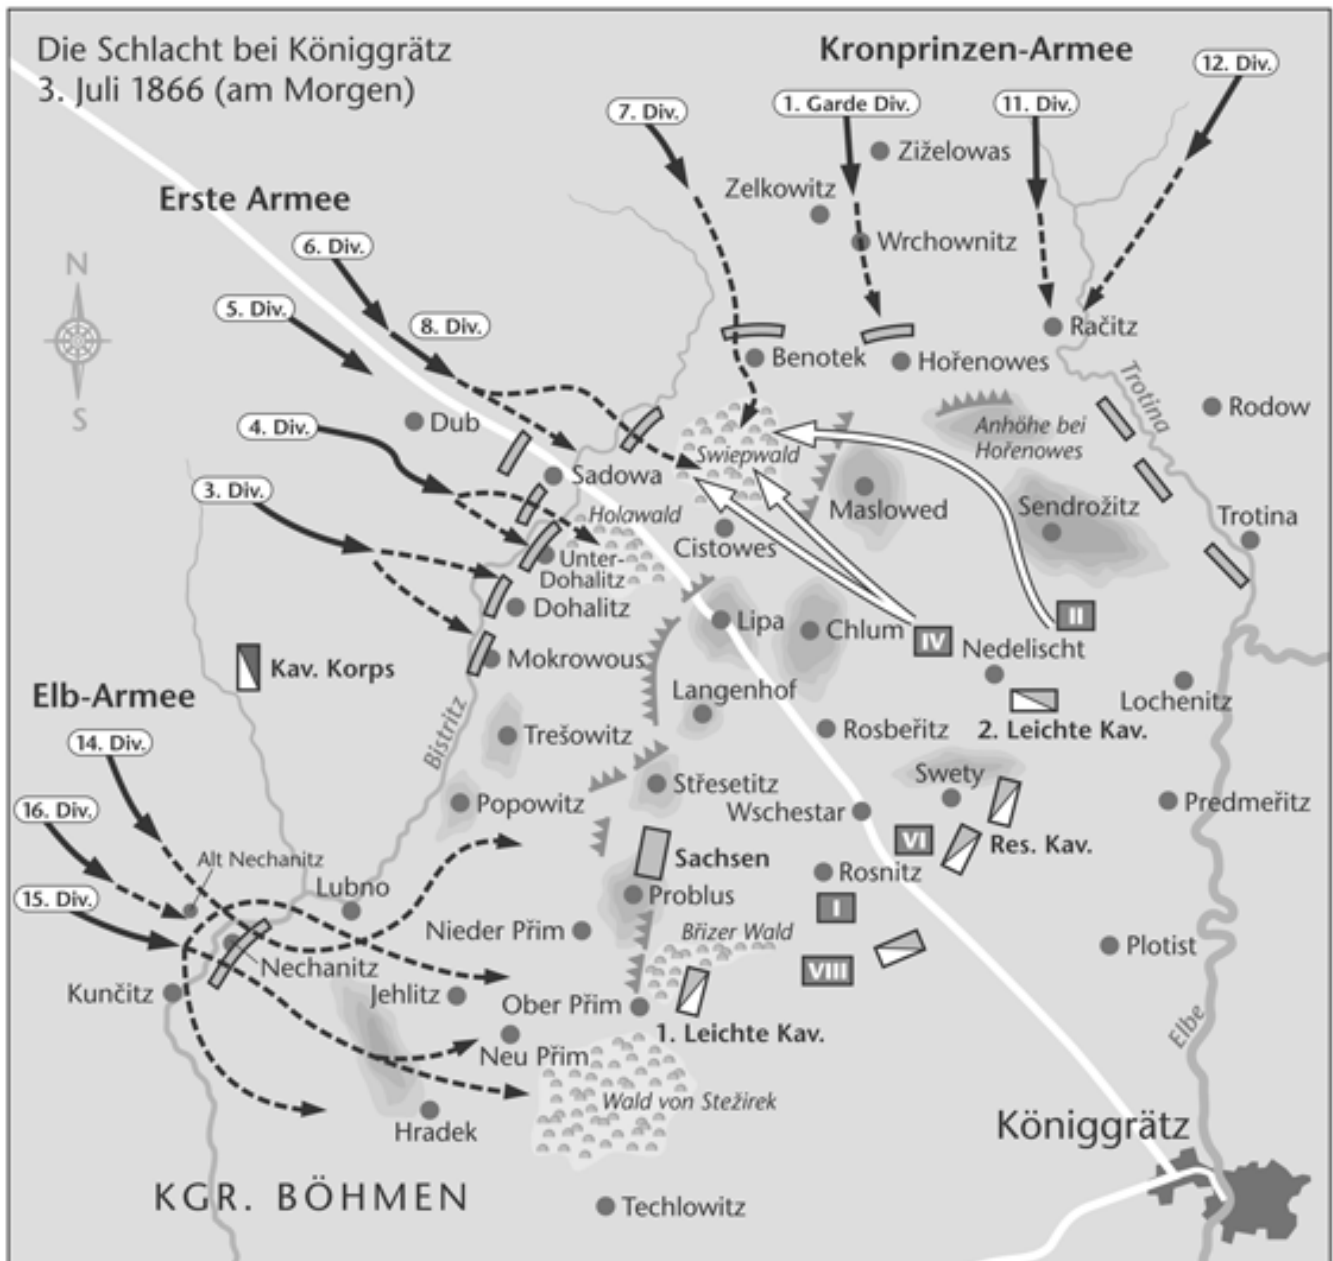 Die Schlacht bei Königgrätz
3. Juli 1866 (am Morgen)
Kronprinzen-Armee
12. Div.
7. Div.
1. Garde Div.
11. Div.
Ziželowas
Zelkowitz
Erste Armee
Wrchownitz
6. Div.
N
5. Div.
8. Div.
Račitz
Benotek
Hořenowes
S
Trotina
Dub
Rodow
4. Div.
Anhöhe bei
Hořenowes
Swiepwald
Sadowa
3. Div.
Maslowed
Sendrožitz
Holawald
Trotina
Cistowes
Unter-
Dohalitz
Dohalitz
Lipa
Chlum
II
IV
Nedelischt
Mokrowous
Kav. Korps
Elb-Armee
Langenhof
Lochenitz
Bistritz
Trešowitz
Rosbeřitz
2. Leichte Kav.
14. Div.
Střesetitz
Swety
16. Div.
Popowitz
Wschestar
Predmeřitz
VI
Res. Kav.
Alt Nechanitz
Sachsen
Rosnitz
15. Div.
Lubno
Problus
I
Nieder Přim
Břizer Wald
Plotist
Nechanitz
VIII
Kunčitz
Jehlitz
Ober Přim
1. Leichte Kav.
Elbe
Neu Přim
Wald von Stežirek
Hradek
Königgrätz
KGR. BÖHMEN
Techlowitz